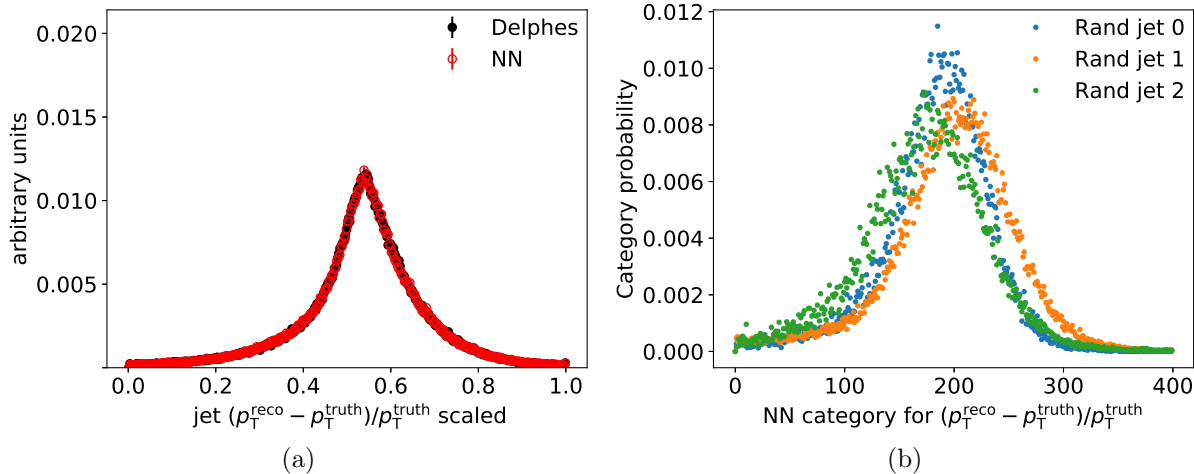 0.020
0.015
0.010
0.005
arbitrary units
Delphes
NN
0.0 0.2 0.4 0.6 0.8 1.0
jet (p_T^reco − p_T^truth)/p_T^truth scaled
(a)
0.012
0.010
0.008
0.006
0.004
0.002
0.000
Category probability
Rand jet 0
Rand jet 1
Rand jet 2
0 100 200 300 400
NN category for (p_T^reco − p_T^truth)/p_T^truth
(b)